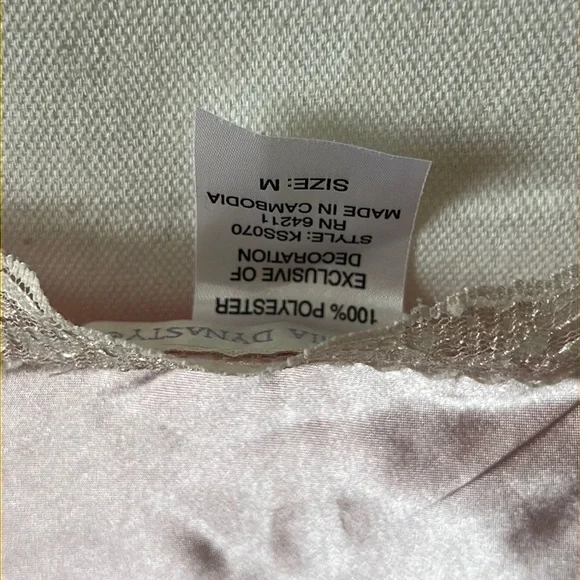 100% POLYESTER
EXCLUSIVE OF
DECORATION
STYLE: KSS070
RN 64211
MADE IN CAMBODIA
SIZE: M
DYNASTY®